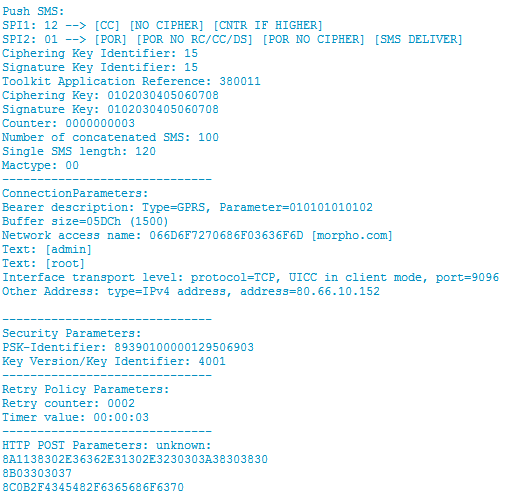 Push SMS:
SPI1: 12 --> [CC] [NO CIPHER] [CNTR IF HIGHER]
SPI2: 01 --> [POR] [POR NO RC/CC/DS] [POR NO CIPHER] [SMS DELIVER]
Ciphering Key Identifier: 15
Signature Key Identifier: 15
Toolkit Application Reference: 380011
Ciphering Key: 0102030405060708
Signature Key: 0102030405060708
Counter: 0000000003
Number of concatenated SMS: 100
Single SMS length: 120
Mactype: 00
------------------------------
ConnectionParameters:
Bearer description: Type=GPRS, Parameter=010101010102
Buffer size=05DCh (1500)
Network access name: 066D6F7270686F03636F6D [morpho.com]
Text: [admin]
Text: [root]
Interface transport level: protocol=TCP, UICC in client mode, port=9096
Other Address: type=IPv4 address, address=80.66.10.152
------------------------------
Security Parameters:
PSK-Identifier: 89390100000129506903
Key Version/Key Identifier: 4001
------------------------------
Retry Policy Parameters:
Retry counter: 0002
Timer value: 00:00:03
------------------------------
HTTP POST Parameters: unknown:
8A1138302E36362E31302E3230303A38303830
8B03303037
8C0B2F4345482F6365686F6370